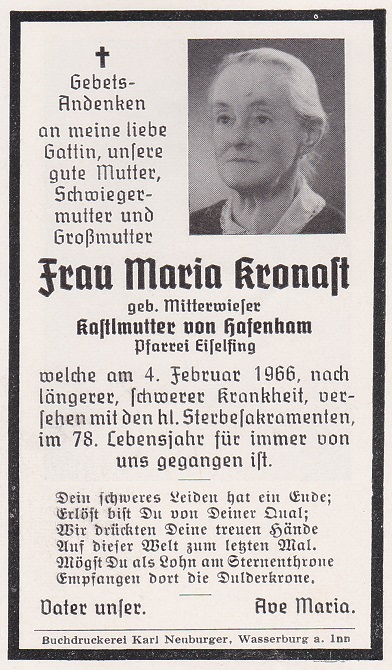 Gebets-
Andenken
an meine liebe
Gattin, unsere
gute Mutter,
Schwieger-
mutter und
Großmutter
Frau Maria Kronast
geb. Mitterwieser
Kastlmutter von Hafenham
Pfarrei Eiselfing
welche am 4. Februar 1966, nach
längerer, schwerer Krankheit, ver-
sehen mit den hl. Sterbesakramenten,
im 78. Lebensjahr für immer von
uns gegangen ist.
Dein schweres Leiden hat ein Ende;
Erlöst bist Du von Deiner Qual;
Wir drückten Deine treuen Hände
Auf dieser Welt zum letzten Mal.
Mögst Du als Lohn am Sternenthrone
Empfangen dort die Dulderkrone.
Vater unser. Ave Maria.
Buchdruckerei Karl Neuburger, Wasserburg a. Inn